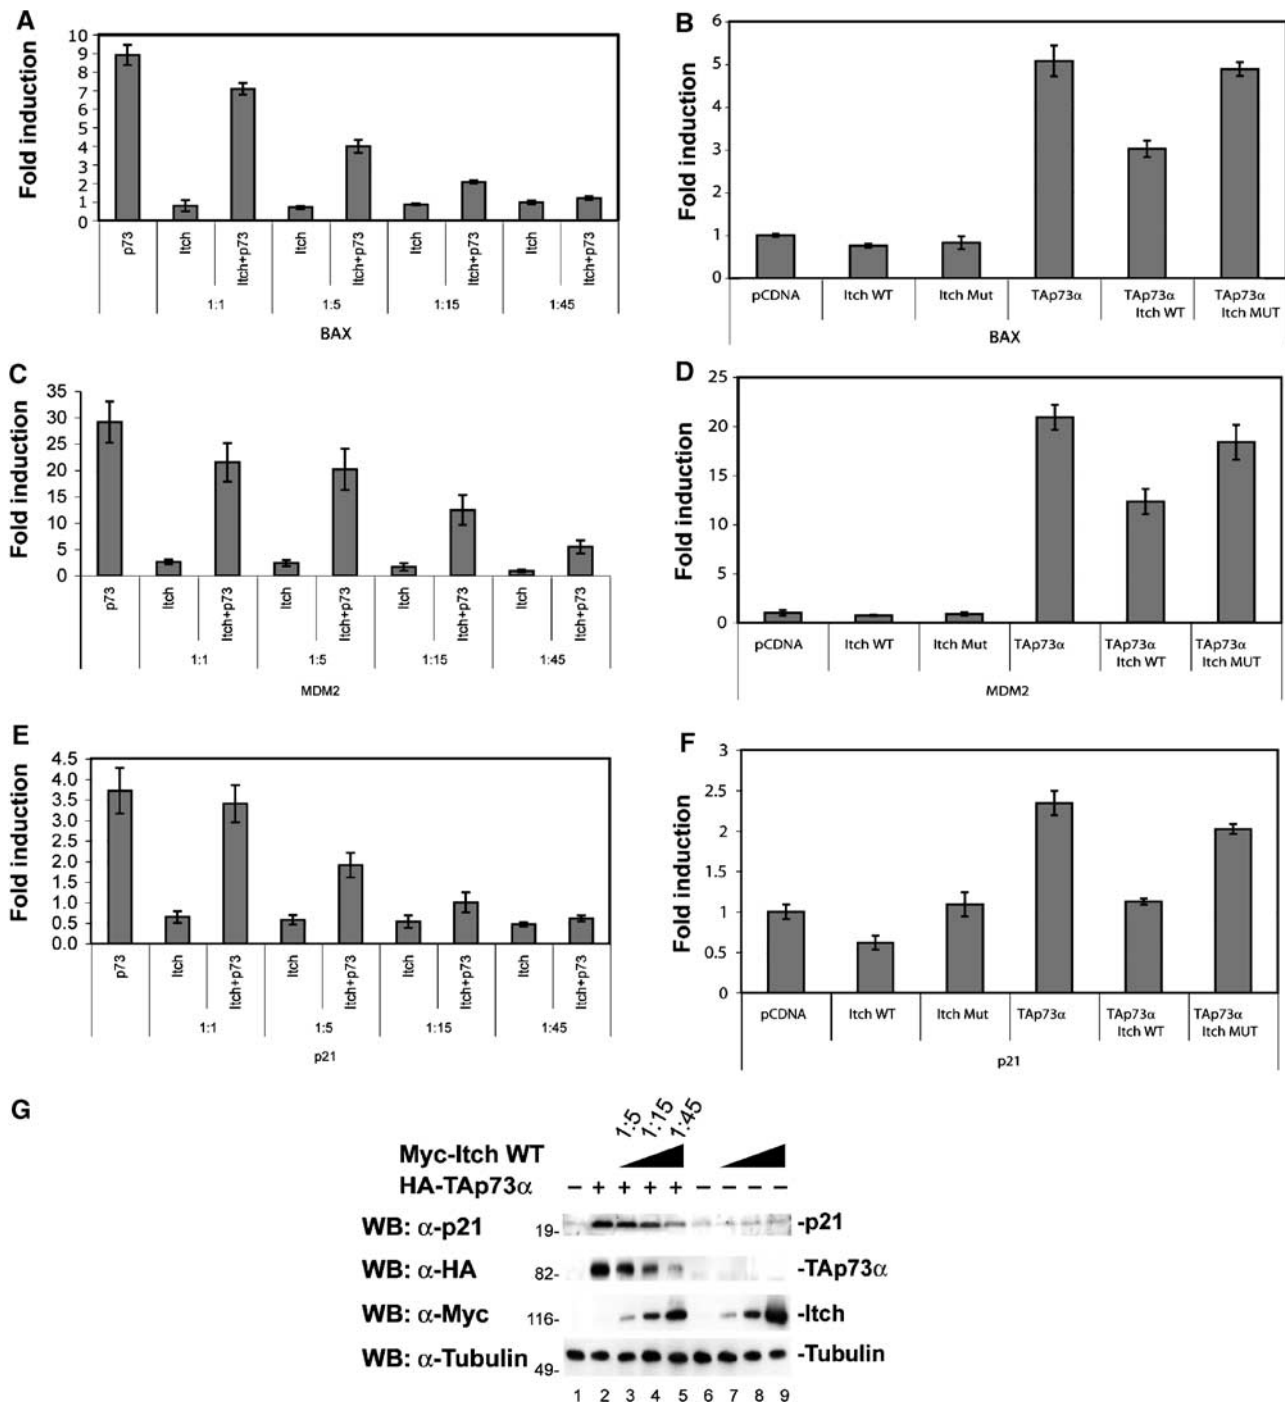 A
Fold induction
10
9
8
7
6
5
4
3
2
1
0
p73
Itch
Itch+p73
Itch
Itch+p73
Itch
Itch+p73
Itch
Itch+p73
1:1
1:5
1:15
1:45
BAX
B
Fold induction
6
5
4
3
2
1
0
pCDNA
Itch WT
Itch Mut
TAp73α
TAp73α Itch WT
TAp73α Itch MUT
BAX
C
Fold induction
35
30
25
20
15
10
5
0
p73
Itch
Itch+p73
Itch
Itch+p73
Itch
Itch+p73
Itch
Itch+p73
1:1
1:5
1:15
1:45
MDM2
D
Fold induction
25
20
15
10
5
0
pCDNA
Itch WT
Itch Mut
TAp73α
TAp73α Itch WT
TAp73α Itch MUT
MDM2
E
Fold induction
4.5
4.0
3.5
3.0
2.5
2.0
1.5
1.0
0.5
0.0
p73
Itch
Itch+p73
Itch
Itch+p73
Itch
Itch+p73
Itch
Itch+p73
1:1
1:5
1:15
1:45
p21
F
Fold induction
3
2.5
2
1.5
1
0.5
0
pCDNA
Itch WT
Itch Mut
TAp73α
TAp73α Itch WT
TAp73α Itch MUT
p21
G
1:5 1:15 1:45
Myc-Itch WT
HA-TAp73α – + + + + – – – –
WB: α-p21 19- -p21
WB: α-HA 82- -TAp73α
WB: α-Myc 116- -Itch
WB: α-Tubulin 49- -Tubulin
1 2 3 4 5 6 7 8 9